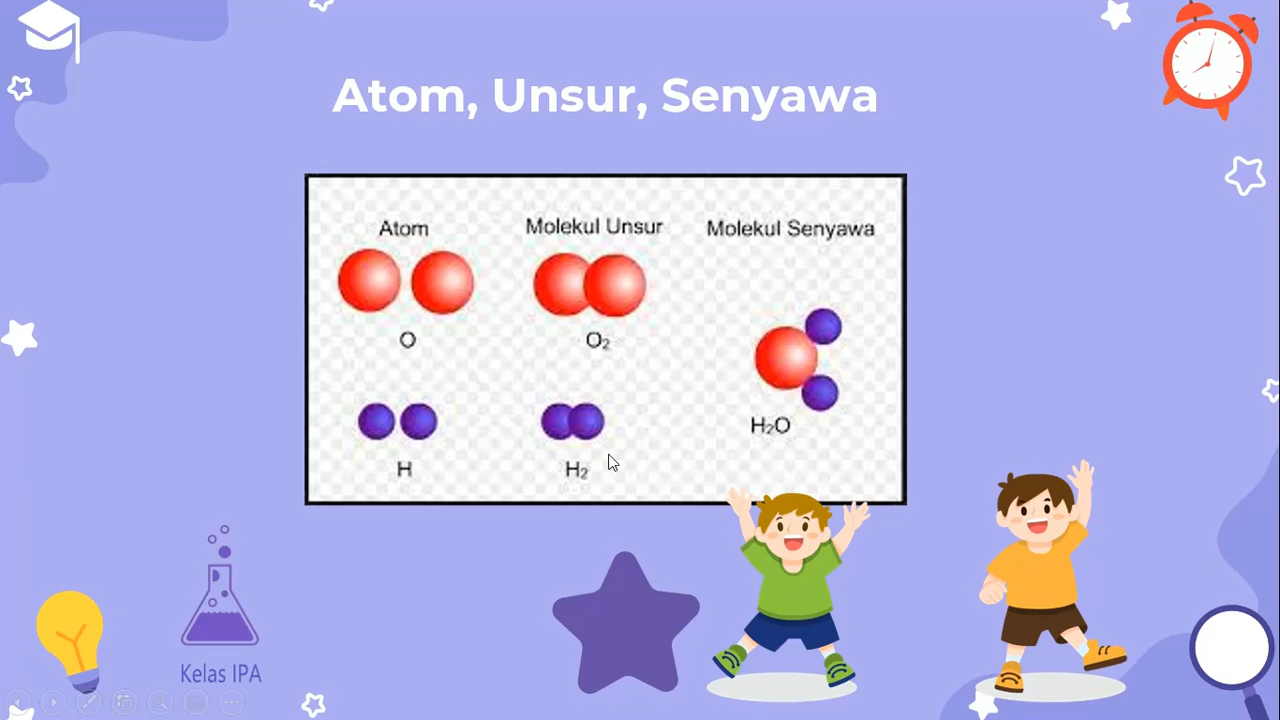 Atom, Unsur, Senyawa
Atom
Molekul Unsur
Molekul Senyawa
O
O₂
H
H₂
H₂O
Kelas IPA